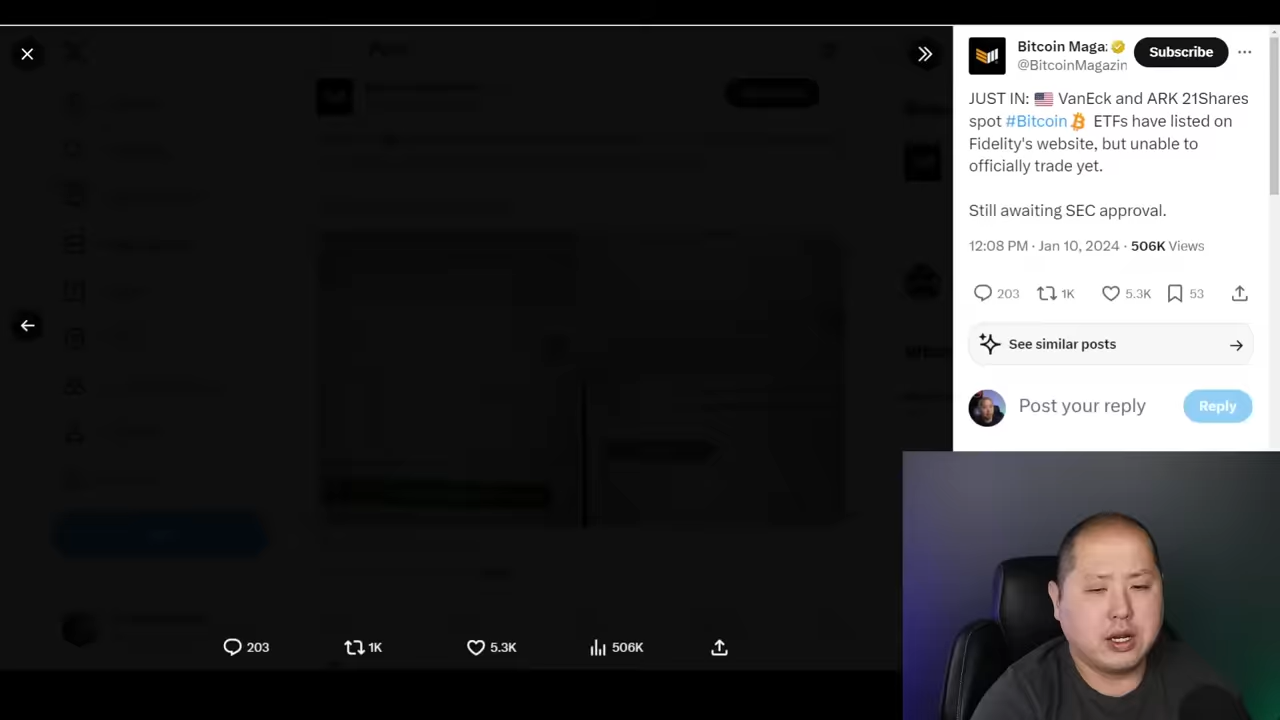 Bitcoin Maga
Subscribe
@BitcoinMagazin
JUST IN: 🇺🇸 VanEck and ARK 21Shares
spot #Bitcoin ETFs have listed on
Fidelity's website, but unable to
officially trade yet.
Still awaiting SEC approval.
12:08 PM · Jan 10, 2024 · 506K Views
203 1K 5.3K 53
See similar posts
Post your reply
Reply
203 1K 5.3K 506K